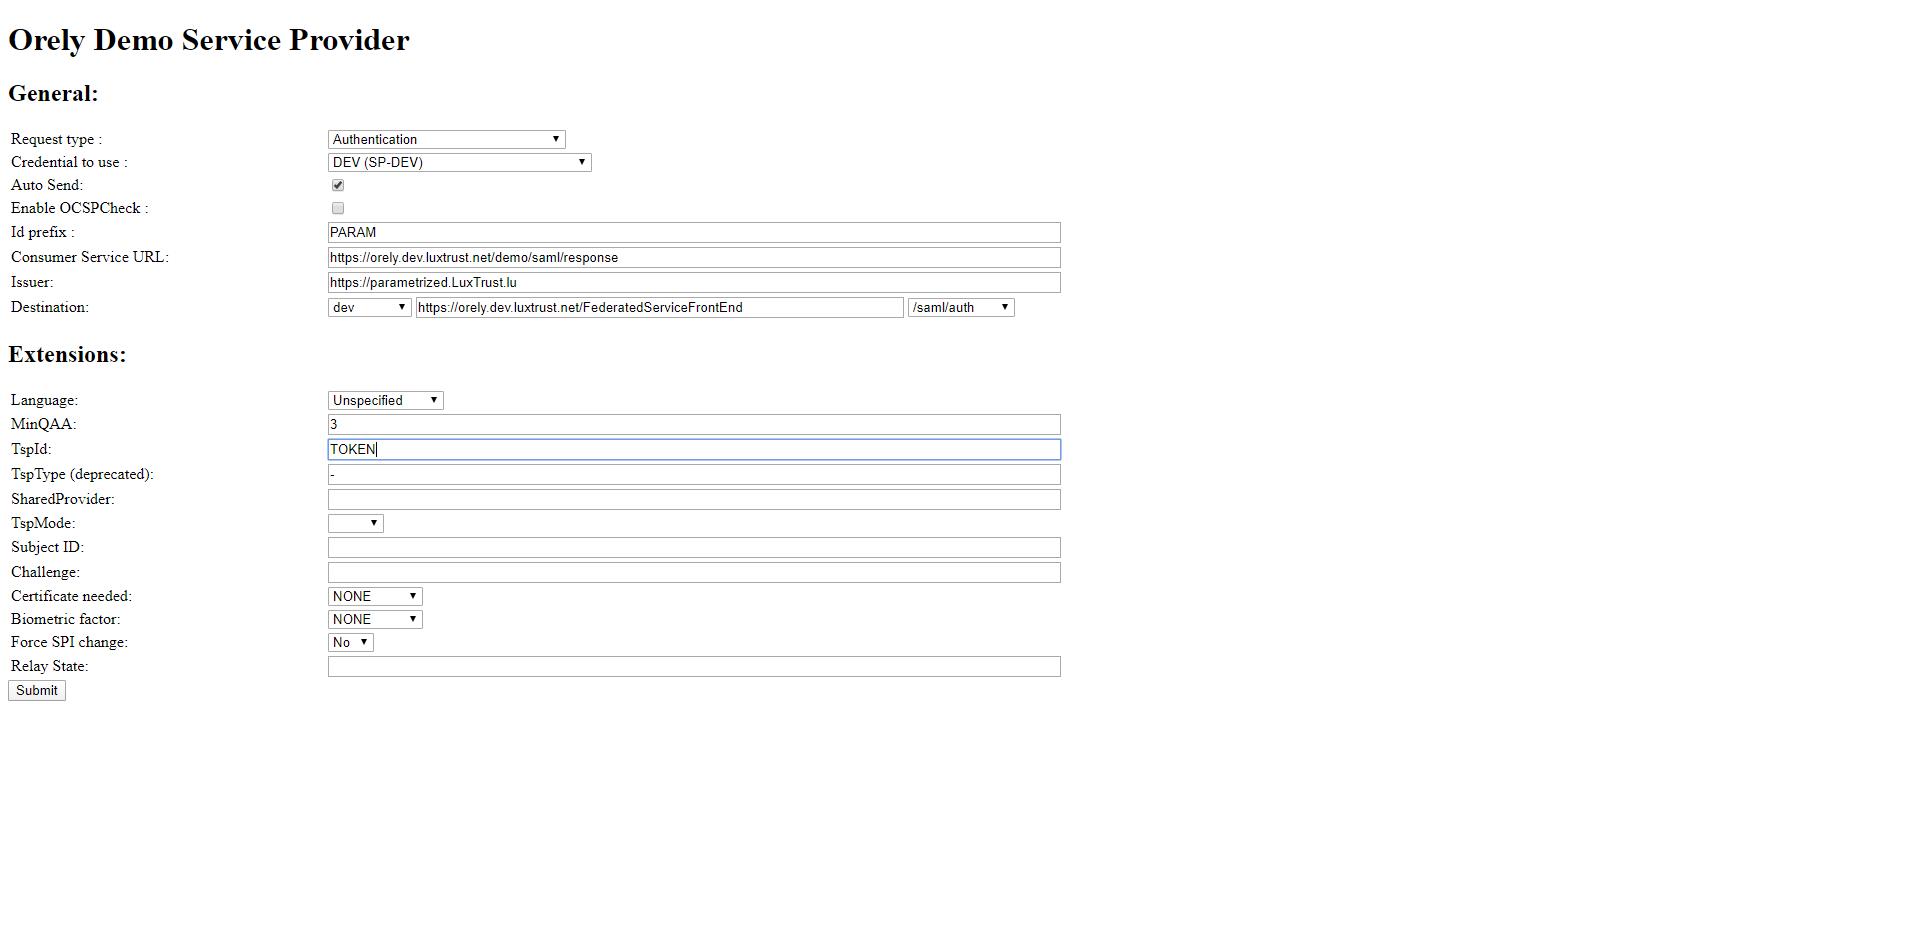 Orely Demo Service Provider
General:
Request type : Authentication
Credential to use : DEV (SP-DEV)
Auto Send:
Enable OCSPCheck :
Id prefix : PARAM
Consumer Service URL: https://orely.dev.luxtrust.net/demo/saml/response
Issuer: https://parametrized.LuxTrust.lu
Destination: dev https://orely.dev.luxtrust.net/FederatedServiceFrontEnd /saml/auth
Extensions:
Language: Unspecified
MinQAA: 3
TspId: TOKEN
TspType (deprecated): -
SharedProvider:
TspMode:
Subject ID:
Challenge:
Certificate needed: NONE
Biometric factor: NONE
Force SPI change: No
Relay State:
Submit